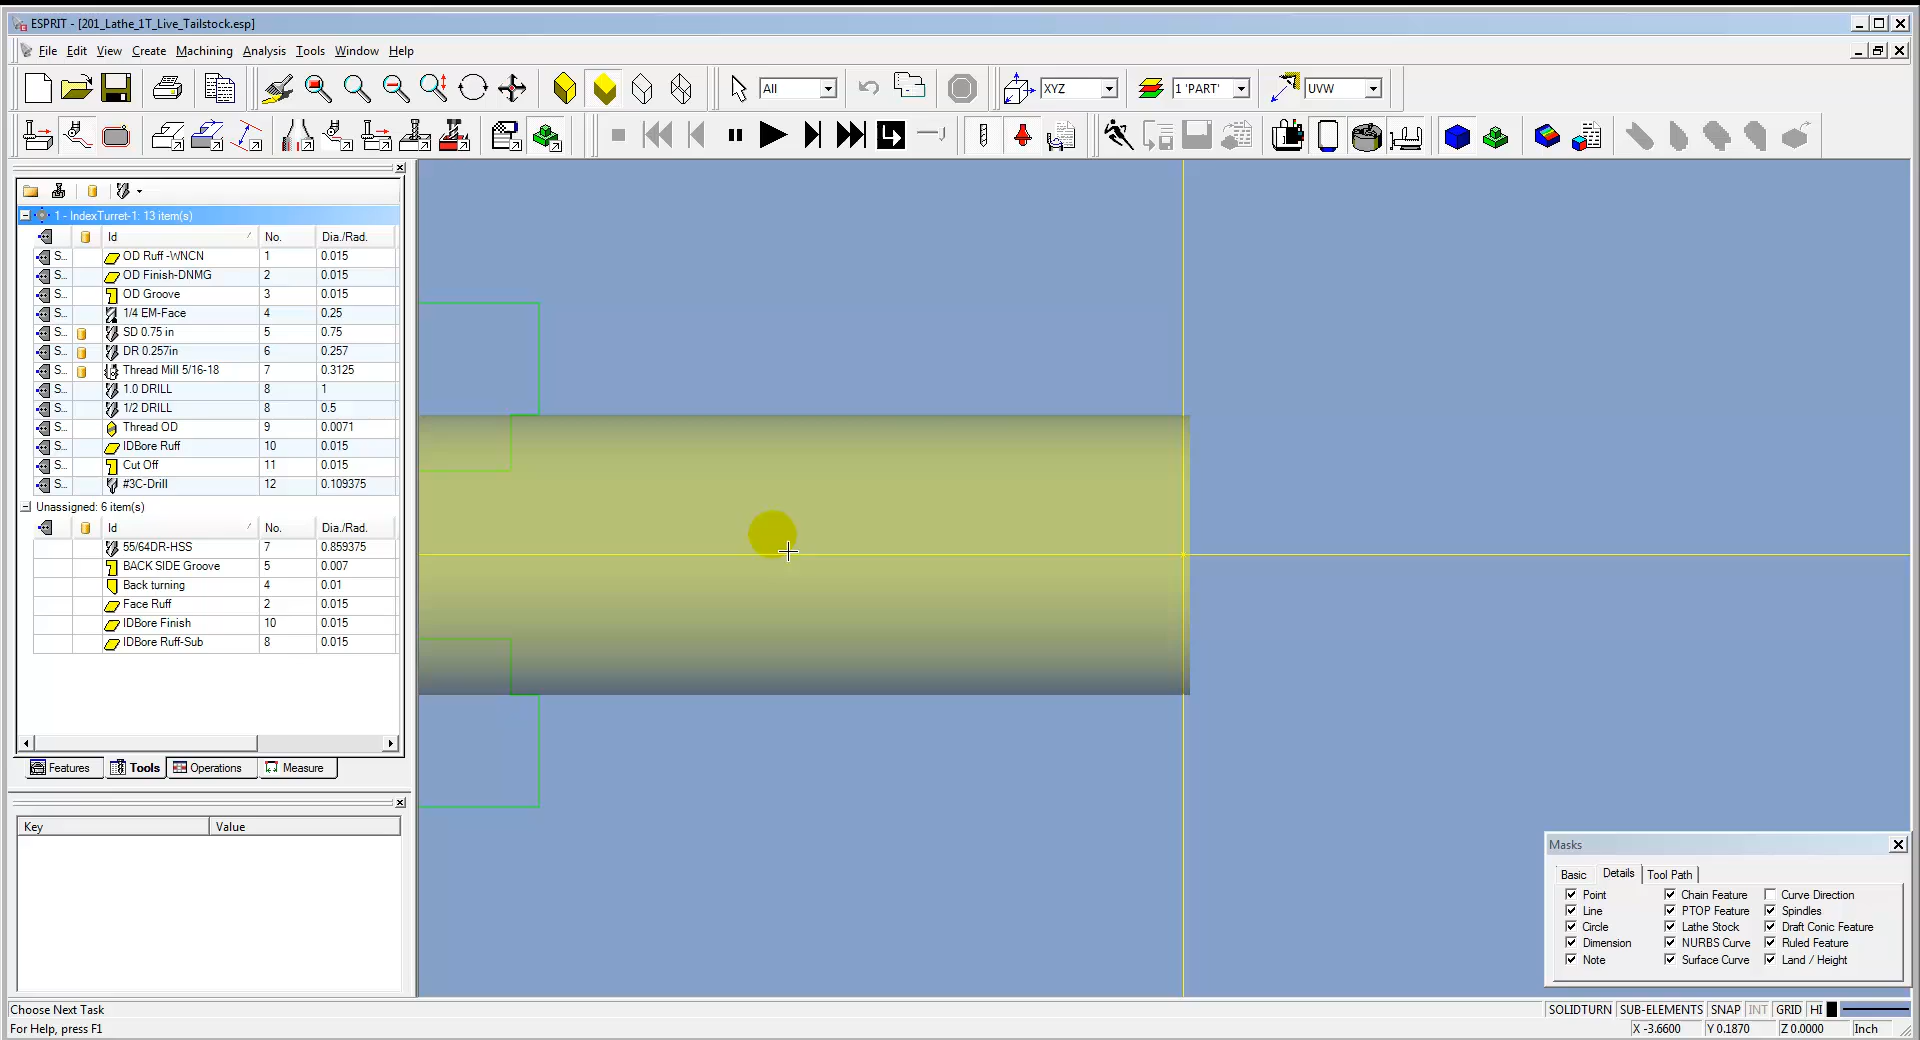 ESPRIT - [201_Lathe_1T_Live_Tailstock.esp]
File Edit View Create Machining Analysis Tools Window Help
All XYZ 1 'PART' UVW
1 - IndexTurret-1: 13 item(s)
Id No. Dia./Rad.
S... OD Ruff -WNCN 1 0.015
S... OD Finish-DNMG 2 0.015
S... OD Groove 3 0.015
S... 1/4 EM-Face 4 0.25
S... SD 0.75 in 5 0.75
S... DR 0.257in 6 0.257
S... Thread Mill 5/16-18 7 0.3125
S... 1.0 DRILL 8 1
S... 1/2 DRILL 8 0.5
S... Thread OD 9 0.0071
S... IDBore Ruff 10 0.015
S... Cut Off 11 0.015
S... #3C-Drill 12 0.109375
Unassigned: 6 item(s)
Id No. Dia./Rad.
55/64DR-HSS 7 0.859375
BACK SIDE Groove 5 0.007
Back turning 4 0.01
Face Ruff 2 0.015
IDBore Finish 10 0.015
IDBore Ruff-Sub 8 0.015
Features Tools Operations Measure
Key Value
Masks
Basic Details Tool Path
Point Chain Feature Curve Direction
Line PTOP Feature Spindles
Circle Lathe Stock Draft Conic Feature
Dimension NURBS Curve Ruled Feature
Note Surface Curve Land / Height
Choose Next Task
SOLIDTURN SUB-ELEMENTS SNAP INT GRID HI
For Help, press F1
X -3.6600 Y 0.1870 Z 0.0000 Inch